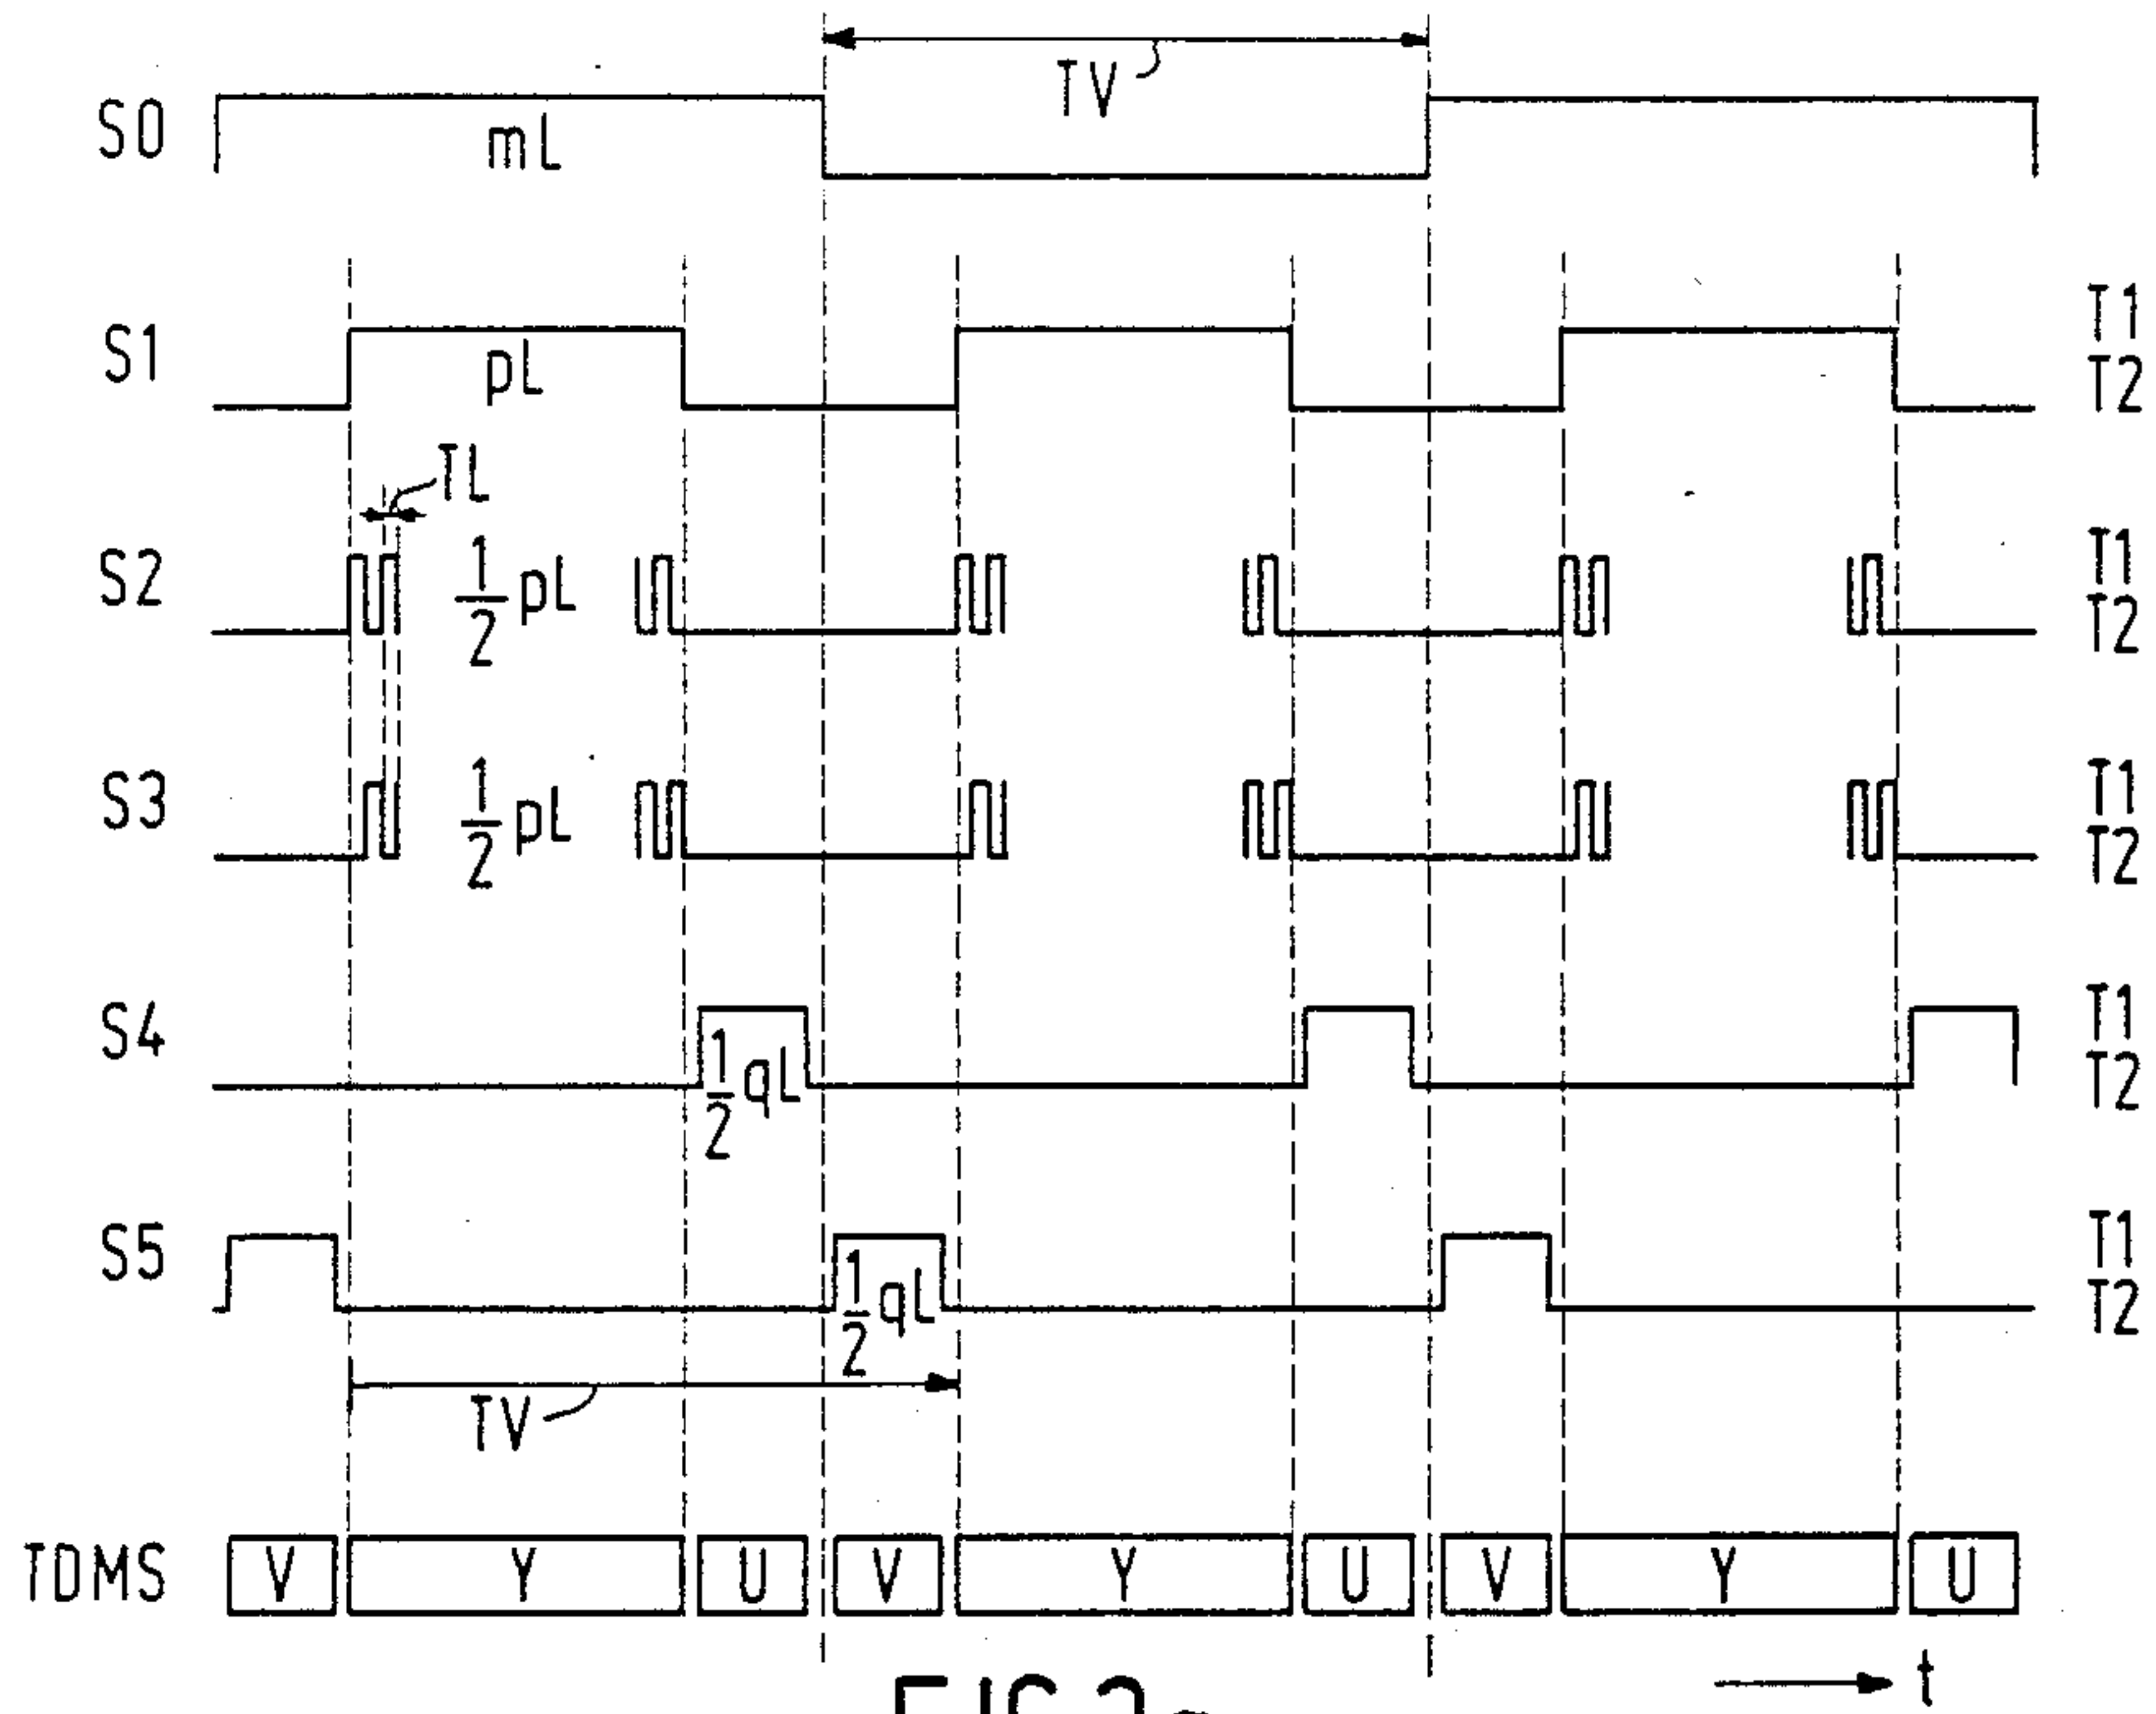 TV
S0 mL
S1 pL T1
T2
TL
S2 1/2 pL T1
T2
S3 1/2 pL T1
T2
S4 1/2 qL T1
T2
S5 1/2 qL T1
T2
TV
TDMS V Y U V Y U V Y U
t